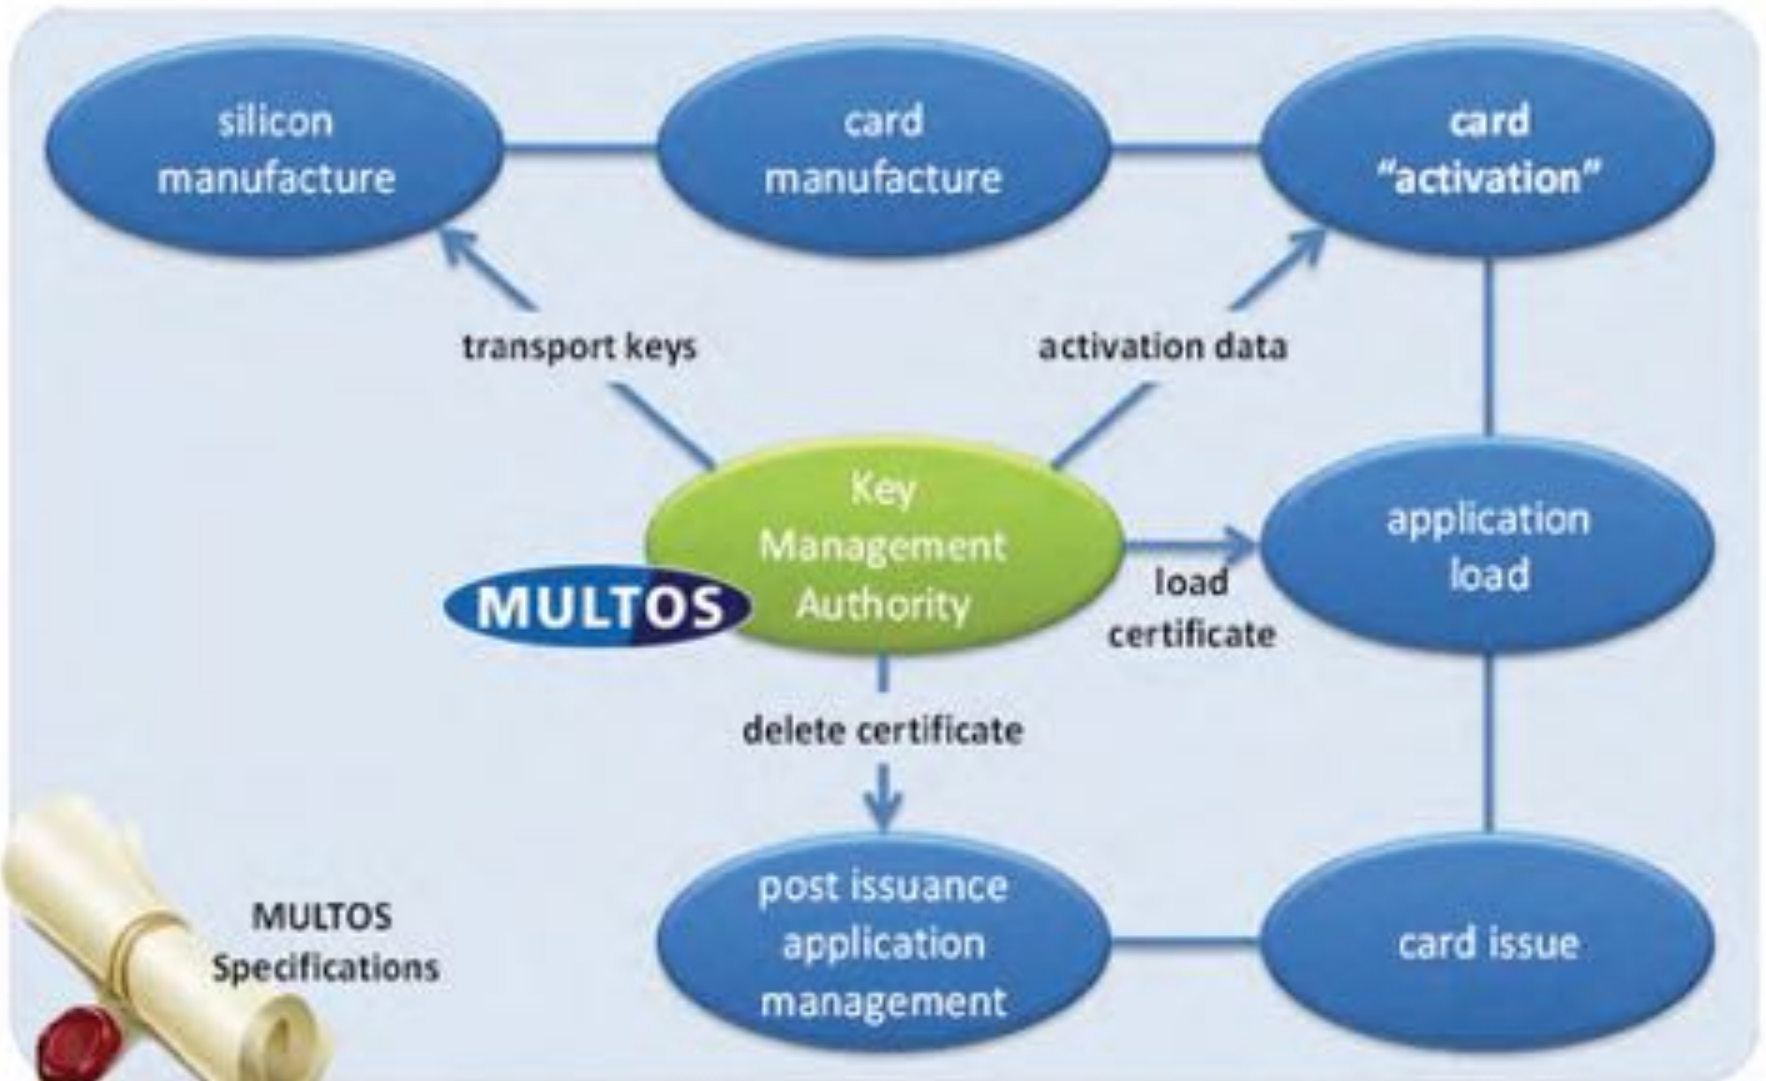 silicon
manufacture
card
manufacture
card
“activation”
transport keys
activation data
Key
Management
Authority
MULTOS
application
load
load
certificate
delete certificate
post issuance
application
management
card issue
MULTOS
Specifications